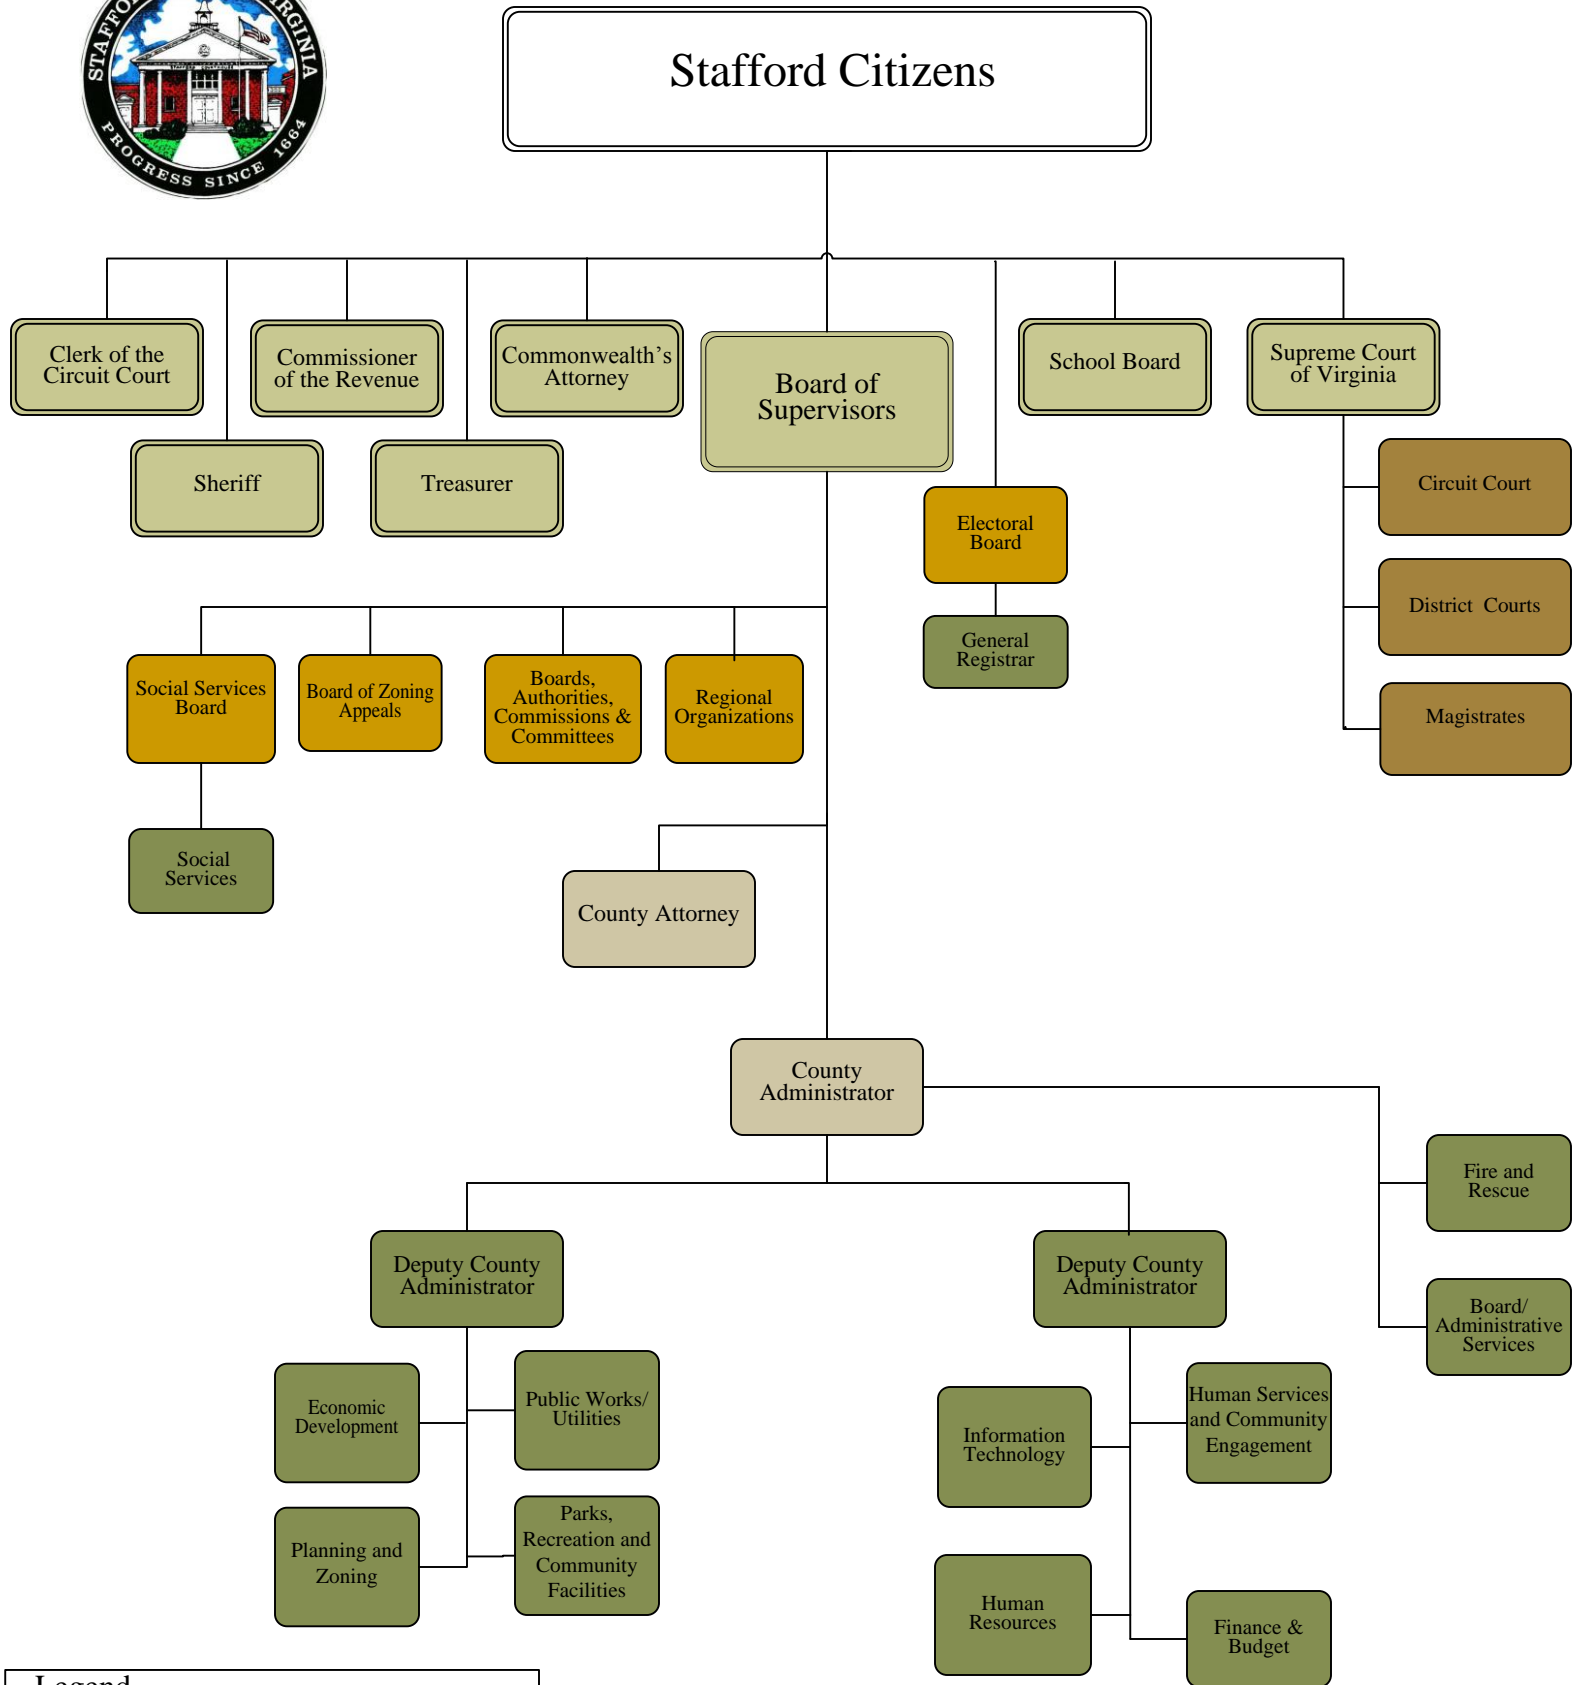 STAFFO
RGINIA
PROGRESS SINCE 1664
Stafford Citizens
Clerk of the
Circuit Court
Commissioner
of the Revenue
Commonwealth’s
Attorney
Board of
Supervisors
School Board
Supreme Court
of Virginia
Sheriff
Treasurer
Circuit Court
Electoral
Board
District Courts
General
Registrar
Social Services
Board
Board of Zoning
Appeals
Boards,
Authorities,
Commissions &
Committees
Regional
Organizations
Magistrates
Social
Services
County Attorney
County
Administrator
Fire and
Rescue
Deputy County
Administrator
Deputy County
Administrator
Board/
Administrative
Services
Economic
Development
Public Works/
Utilities
Information
Technology
Human Services
and Community
Engagement
Planning and
Zoning
Parks,
Recreation and
Community
Facilities
Human
Resources
Finance &
Budget
Legend